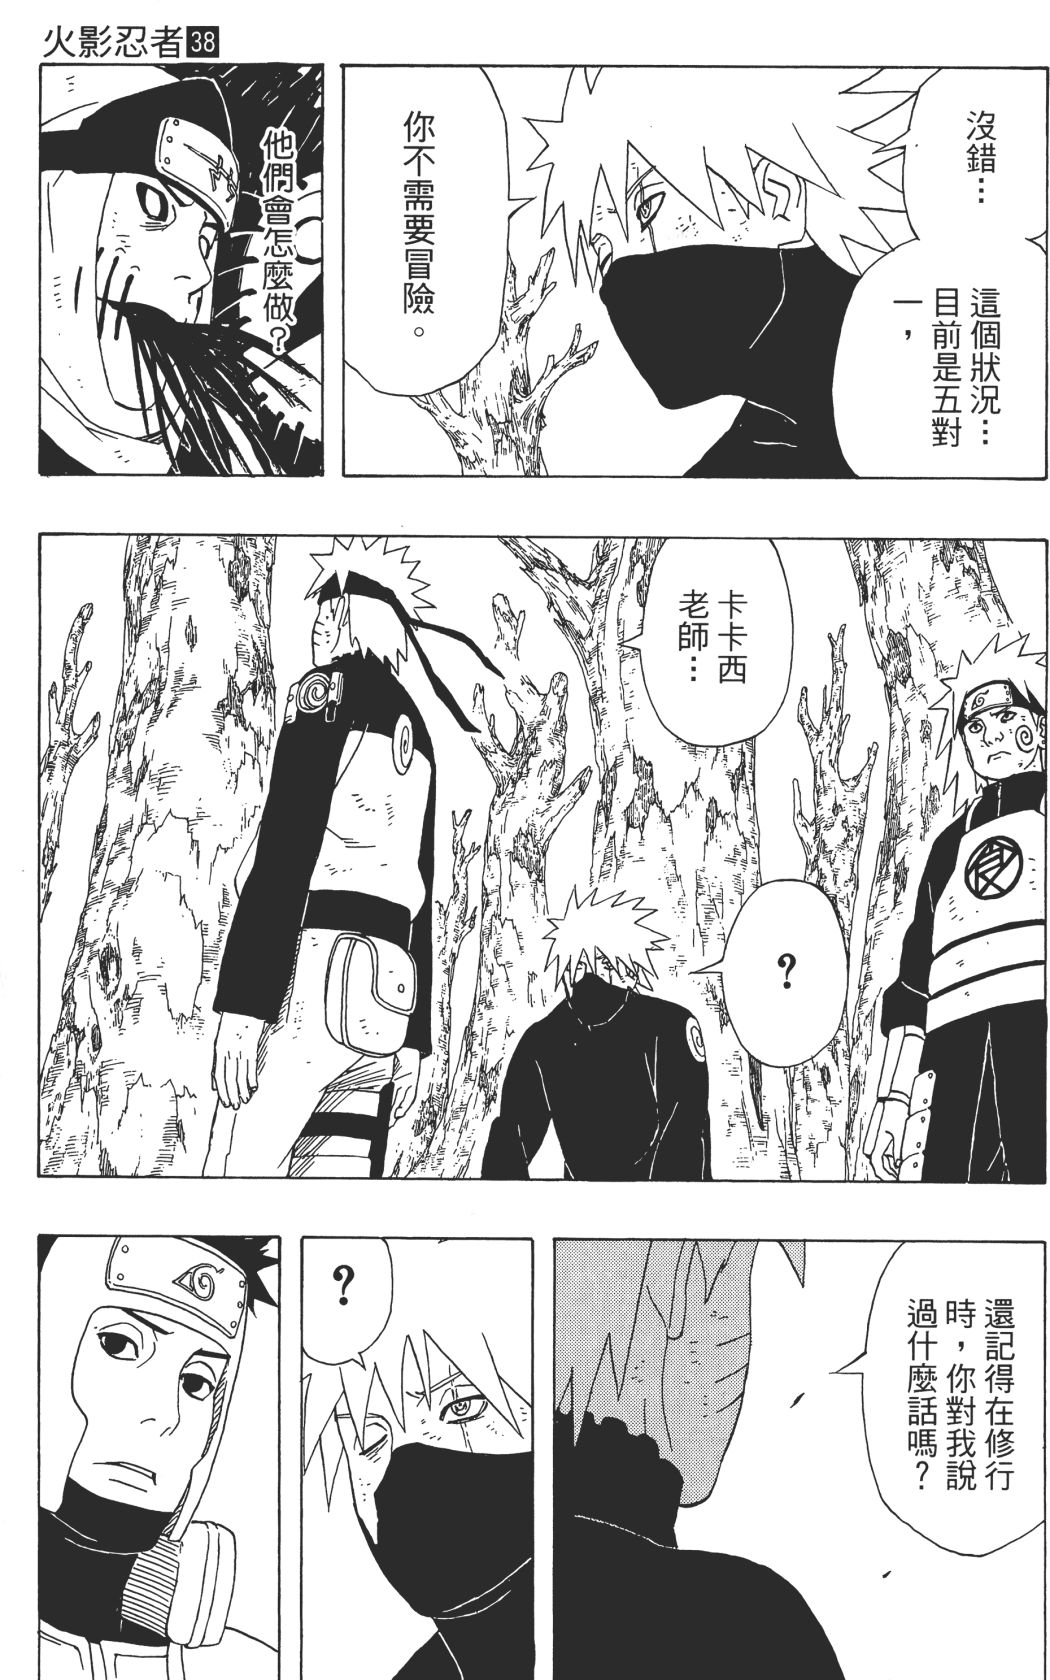 火影忍者38
沒錯…
這個狀況…
目前是五對
一，
你不需要冒險。
他們會怎麼做？
卡卡西
老師…
？
還記得在修行
時，你對我說
過什麼話嗎？
？